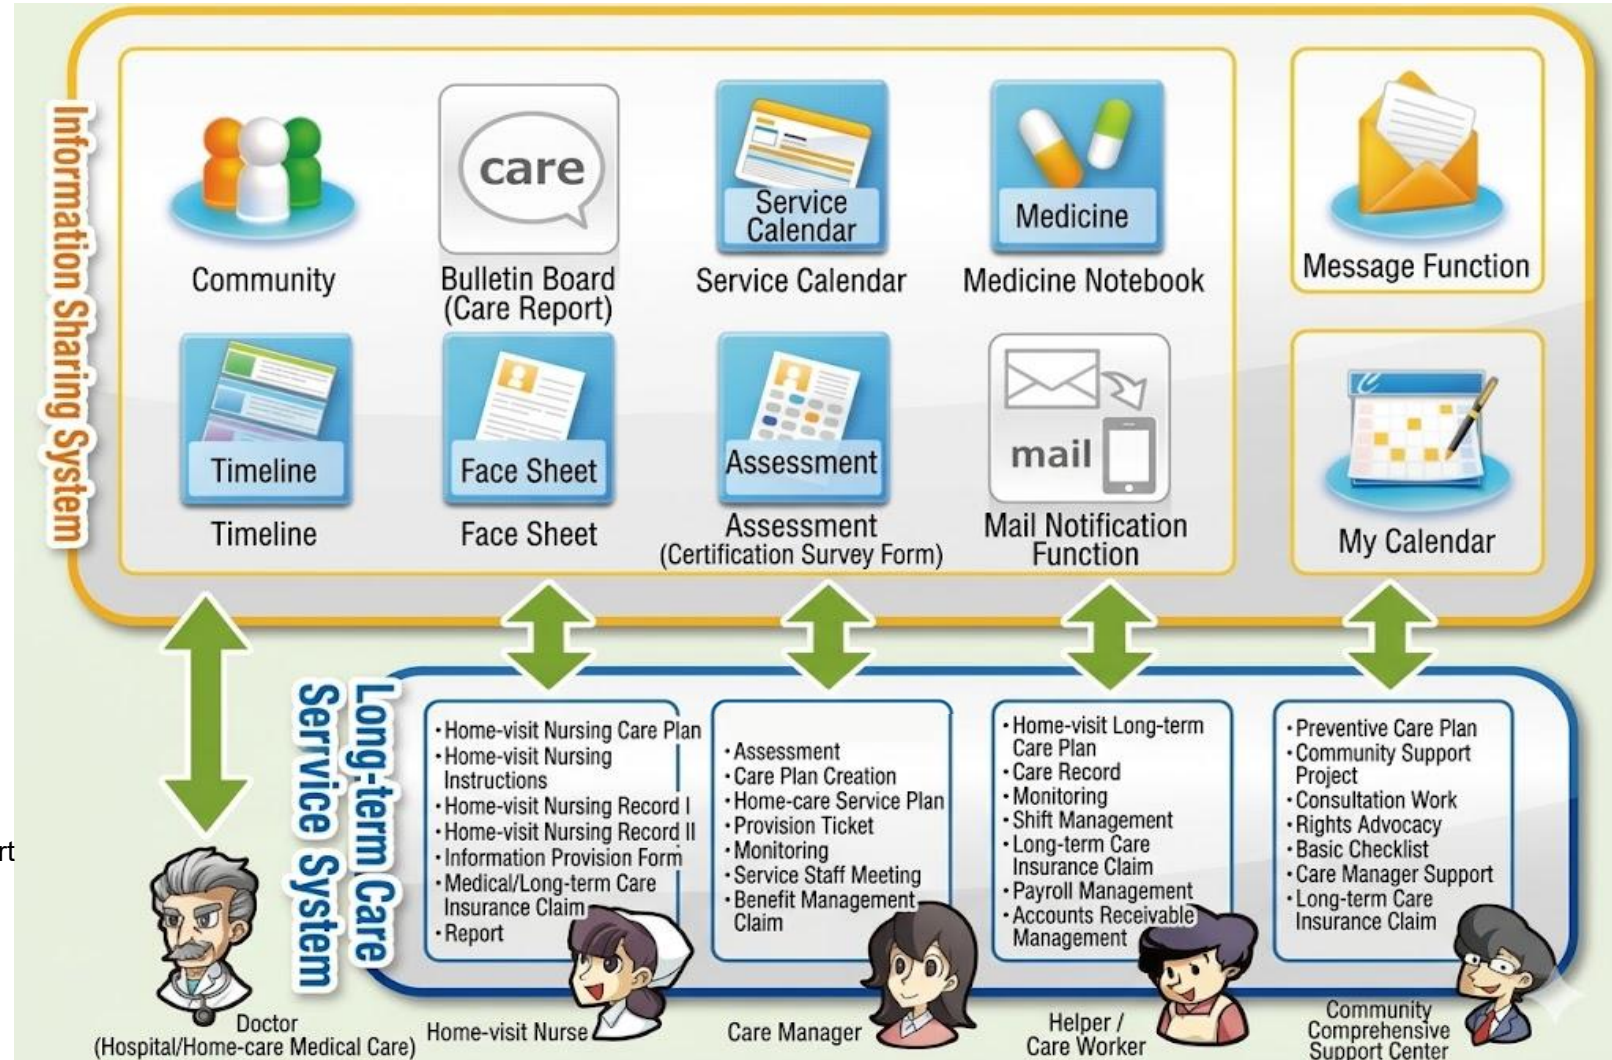 Information Sharing System
care
Service
Calendar
Medicine
Community
Bulletin Board
(Care Report)
Service Calendar
Medicine Notebook
Message Function
Timeline
Face Sheet
Assessment
mail
Timeline
Face Sheet
Assessment
(Certification Survey Form)
Mail Notification
Function
My Calendar
Long-term Care
Serrvice System
・Home-visit Nursing Care Plan
・Home-visit Nursing
Instructions
・Home-visit Nursing Record I
・Home-visit Nursing Record II
・Information Provision Form
・Medical/Long-term Care
Insurance Claim
・Report
・Assessment
・Care Plan Creation
・Home-care Service Plan
・Provision Ticket
・Monitoring
・Service Staff Meeting
・Benefit Management
Claim
・Home-visit Long-term
Care Plan
・Care Record
・Monitoring
・Shift Management
・Long-term Care
Insurance Claim
・Payroll Management
・Accounts Receivable
Management
・Preventive Care Plan
・Community Support
Project
・Consultation Work
・Rights Advocacy
・Basic Checklist
・Care Manager Support
・Long-term Care
Insurance Claim
rt
Doctor
(Hospital/Home-care Medical Care)
Home-visit Nurse
Care Manager
Helper /
Care Worker
Community
Comprehensive
Support Center